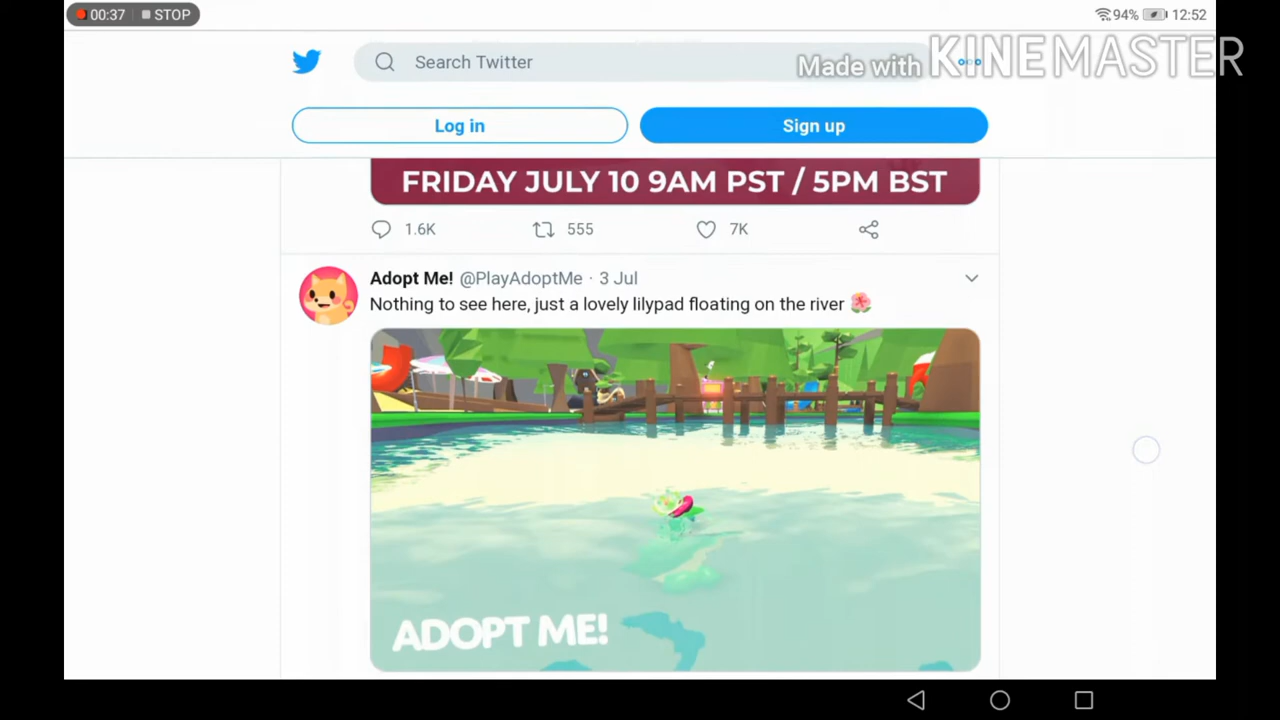 00:37 STOP
94% 12:52
Search Twitter
Made with KINEMASTER
Log in
Sign up
FRIDAY JULY 10 9AM PST / 5PM BST
1.6K 555 7K
Adopt Me! @PlayAdoptMe · 3 Jul
Nothing to see here, just a lovely lilypad floating on the river 🌺
ADOPT ME!